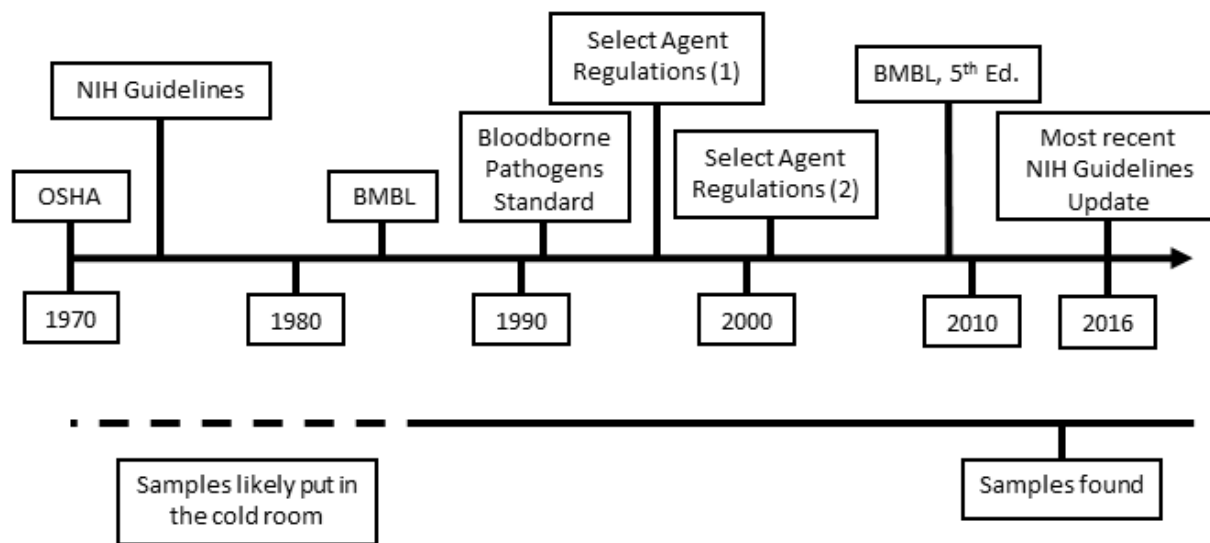 OSHA
NIH Guidelines
BMBL
Bloodborne
Pathogens
Standard
Select Agent
Regulations (1)
Select Agent
Regulations (2)
BMBL, 5th Ed.
Most recent
NIH Guidelines
Update
1970
1980
1990
2000
2010
2016
Samples likely put in
the cold room
Samples found